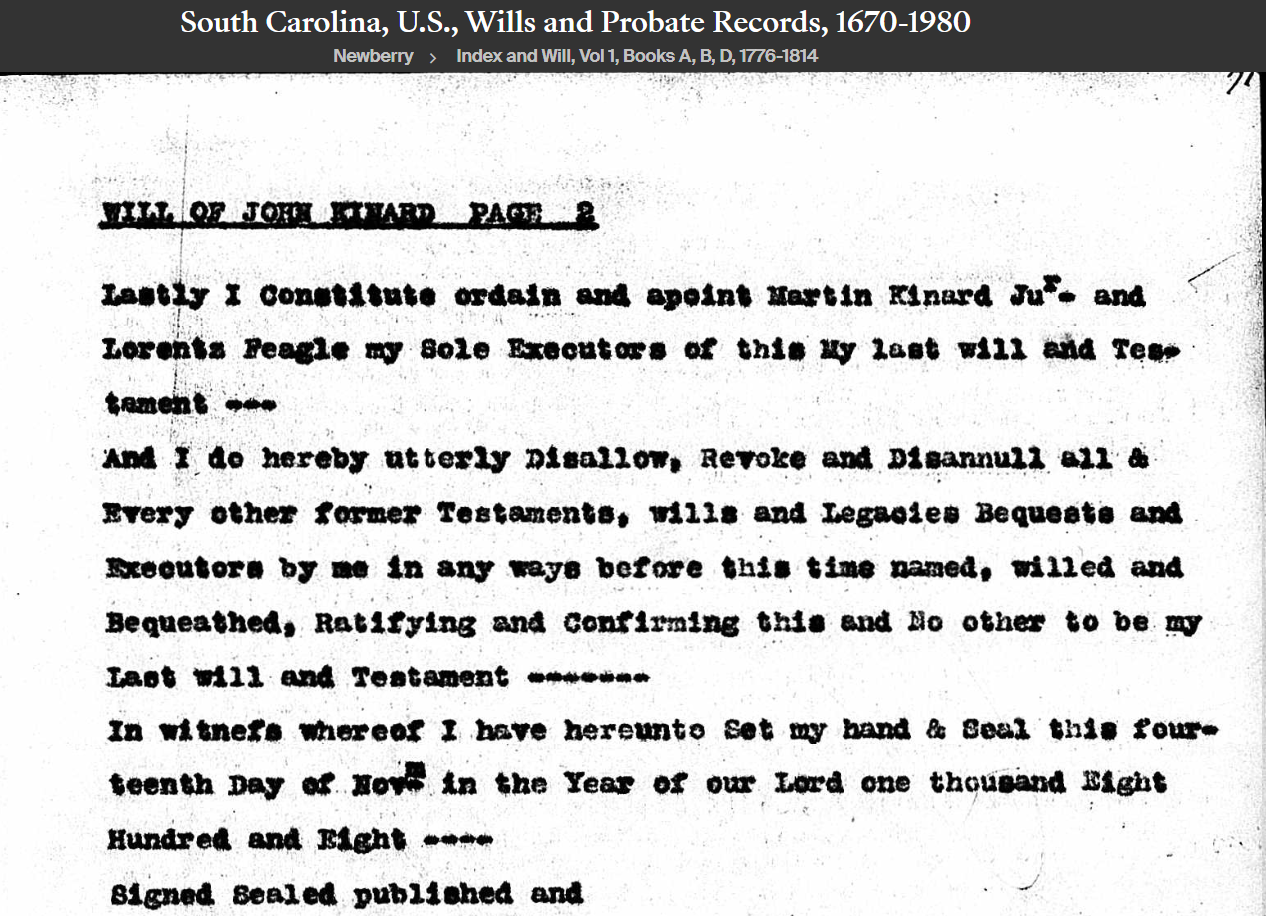 South Carolina, U.S., Wills and Probate Records, 1670-1980
Newberry > Index and Will, Vol 1, Books A, B, D, 1776-1814
WILL OF JOHN KINARD PAGE 2
Lastly I Constitute ordain and apoint Martin Kinard Jur- and
Lorentz Feagle my Sole Executors of this My last will and Tes-
tament ---
And I do hereby utterly Disallow, Revoke and Disannull all &
Every other former Testaments, wills and Legacies Bequests and
Executors by me in any ways before this time named, willed and
Bequeathed, Ratifying and Confirming this and No other to be my
Last will and Testament -------
In witnefs whereof I have hereunto Set my hand & Seal this four-
teenth Day of Novm in the Year of our Lord one thousand Eight
Hundred and Eight ----
Signed Sealed published and